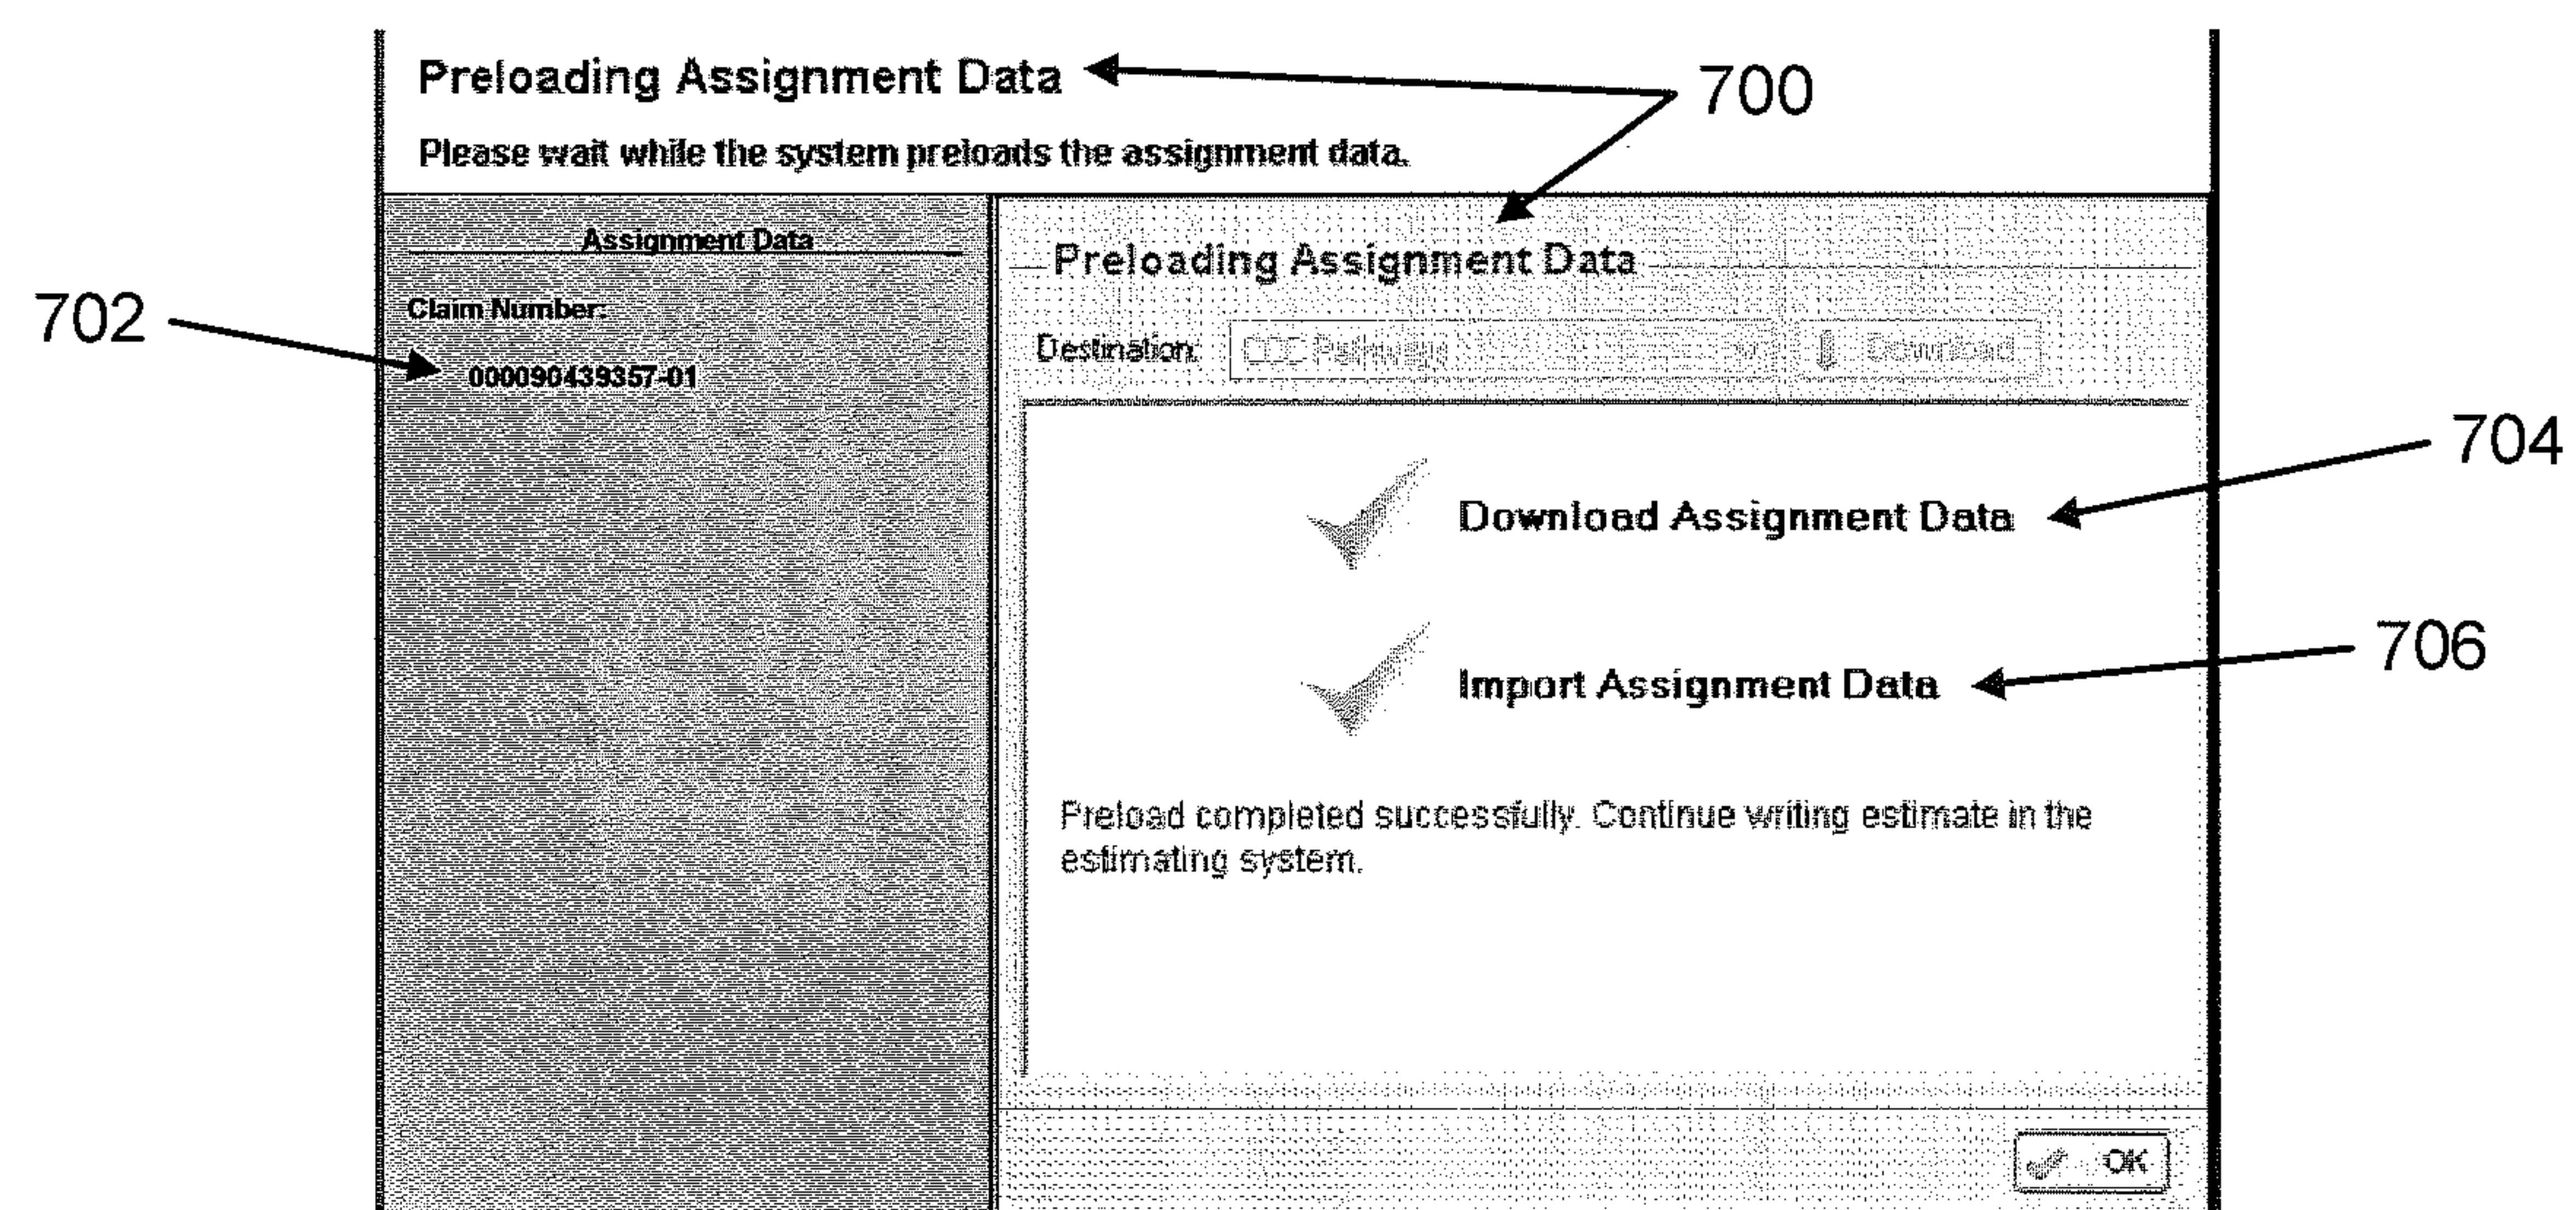 Preloading Assignment Data
700
Please wait while the system preloads the assignment data.
Assignment Data
Preloading Assignment Data
702
Claim Number:
Destination: CCC Pathways Download
000090439357-01
704
Download Assignment Data
706
Import Assignment Data
Preload completed successfully. Continue writing estimate in the
estimating system.
OK